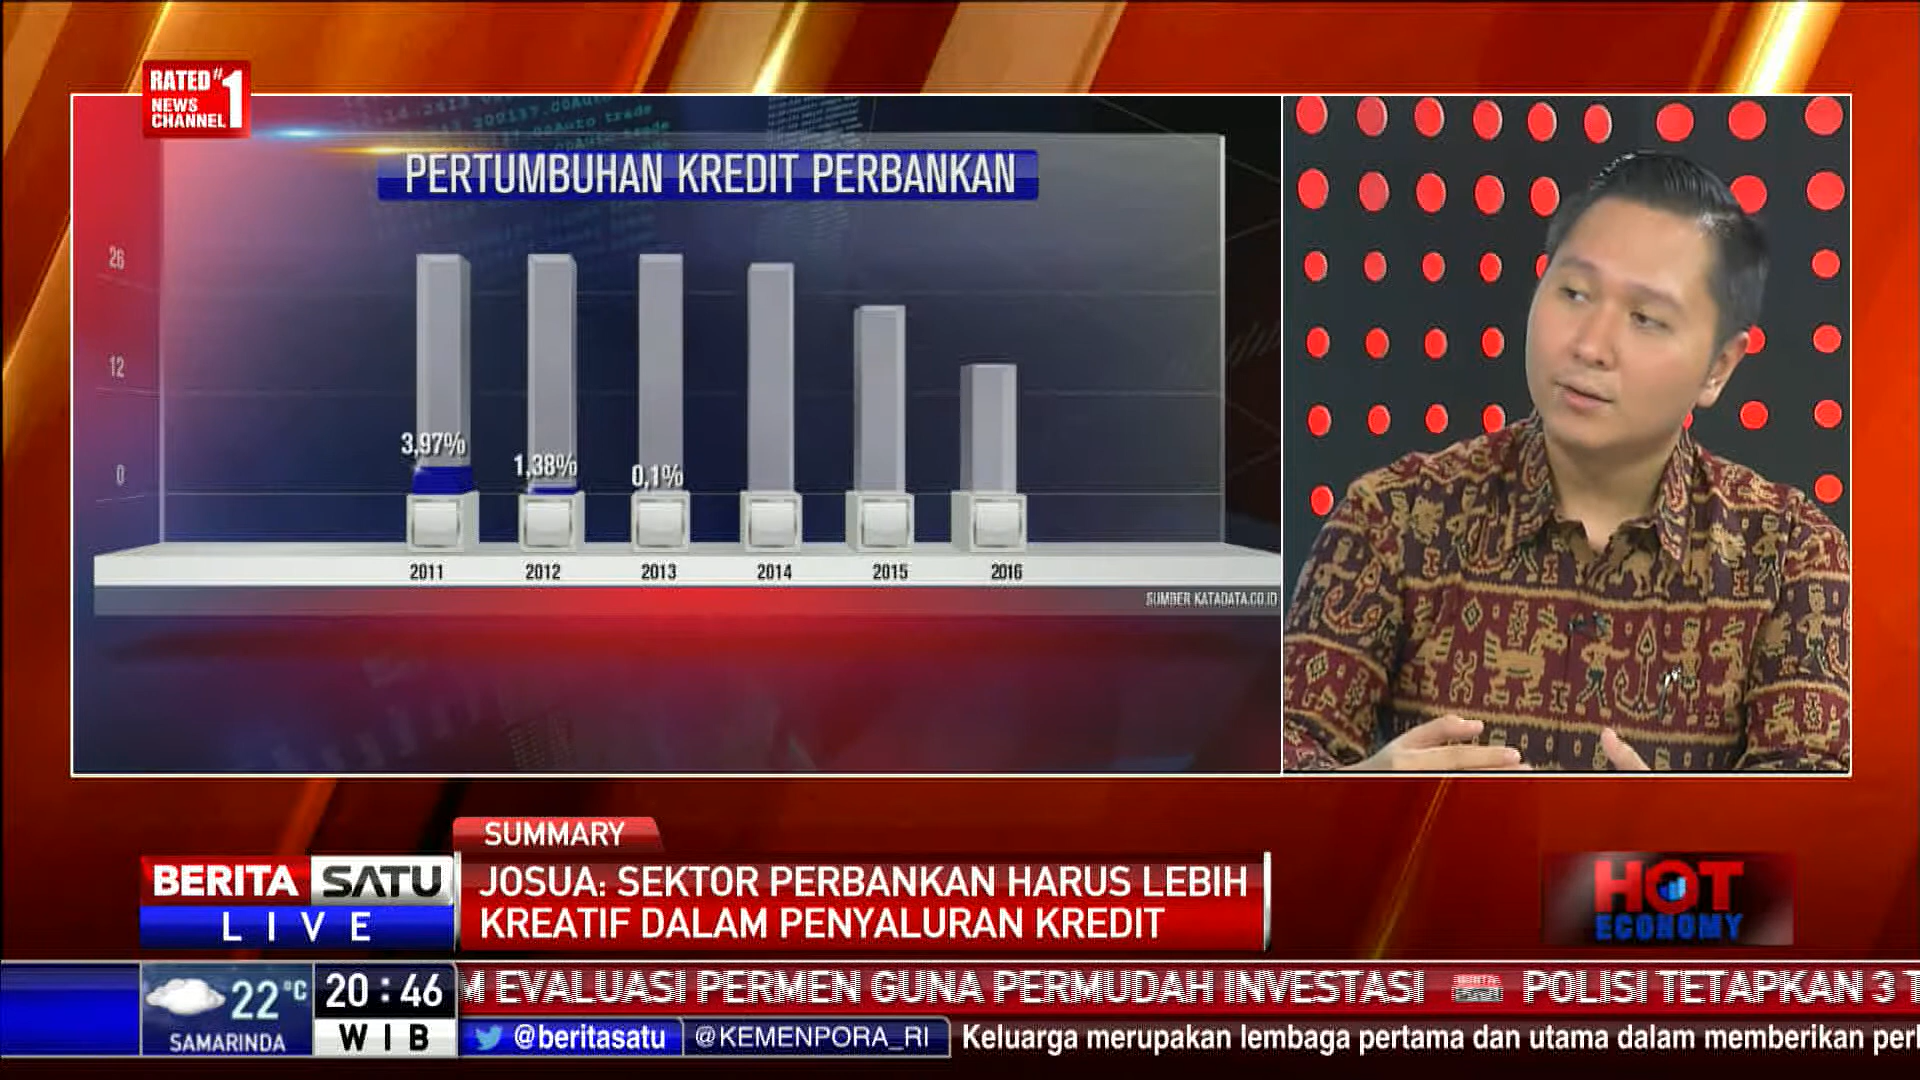 RATED #1
NEWS
CHANNEL
PERTUMBUHAN KREDIT PERBANKAN
26
12
0
3,97%
1,38%
0,1%
2011 2012 2013 2014 2015 2016
SUMBER KATADATA.CO.ID
SUMMARY
JOSUA: SEKTOR PERBANKAN HARUS LEBIH
KREATIF DALAM PENYALURAN KREDIT
BERITA SATU
LIVE
HOT
ECONOMY
22°C
SAMARINDA
20:46
WIB
M EVALUASI PERMEN GUNA PERMUDAH INVESTASI POLISI TETAPKAN 3 T
@beritasatu @KEMENPORA_RI Keluarga merupakan lembaga pertama dan utama dalam memberikan perl